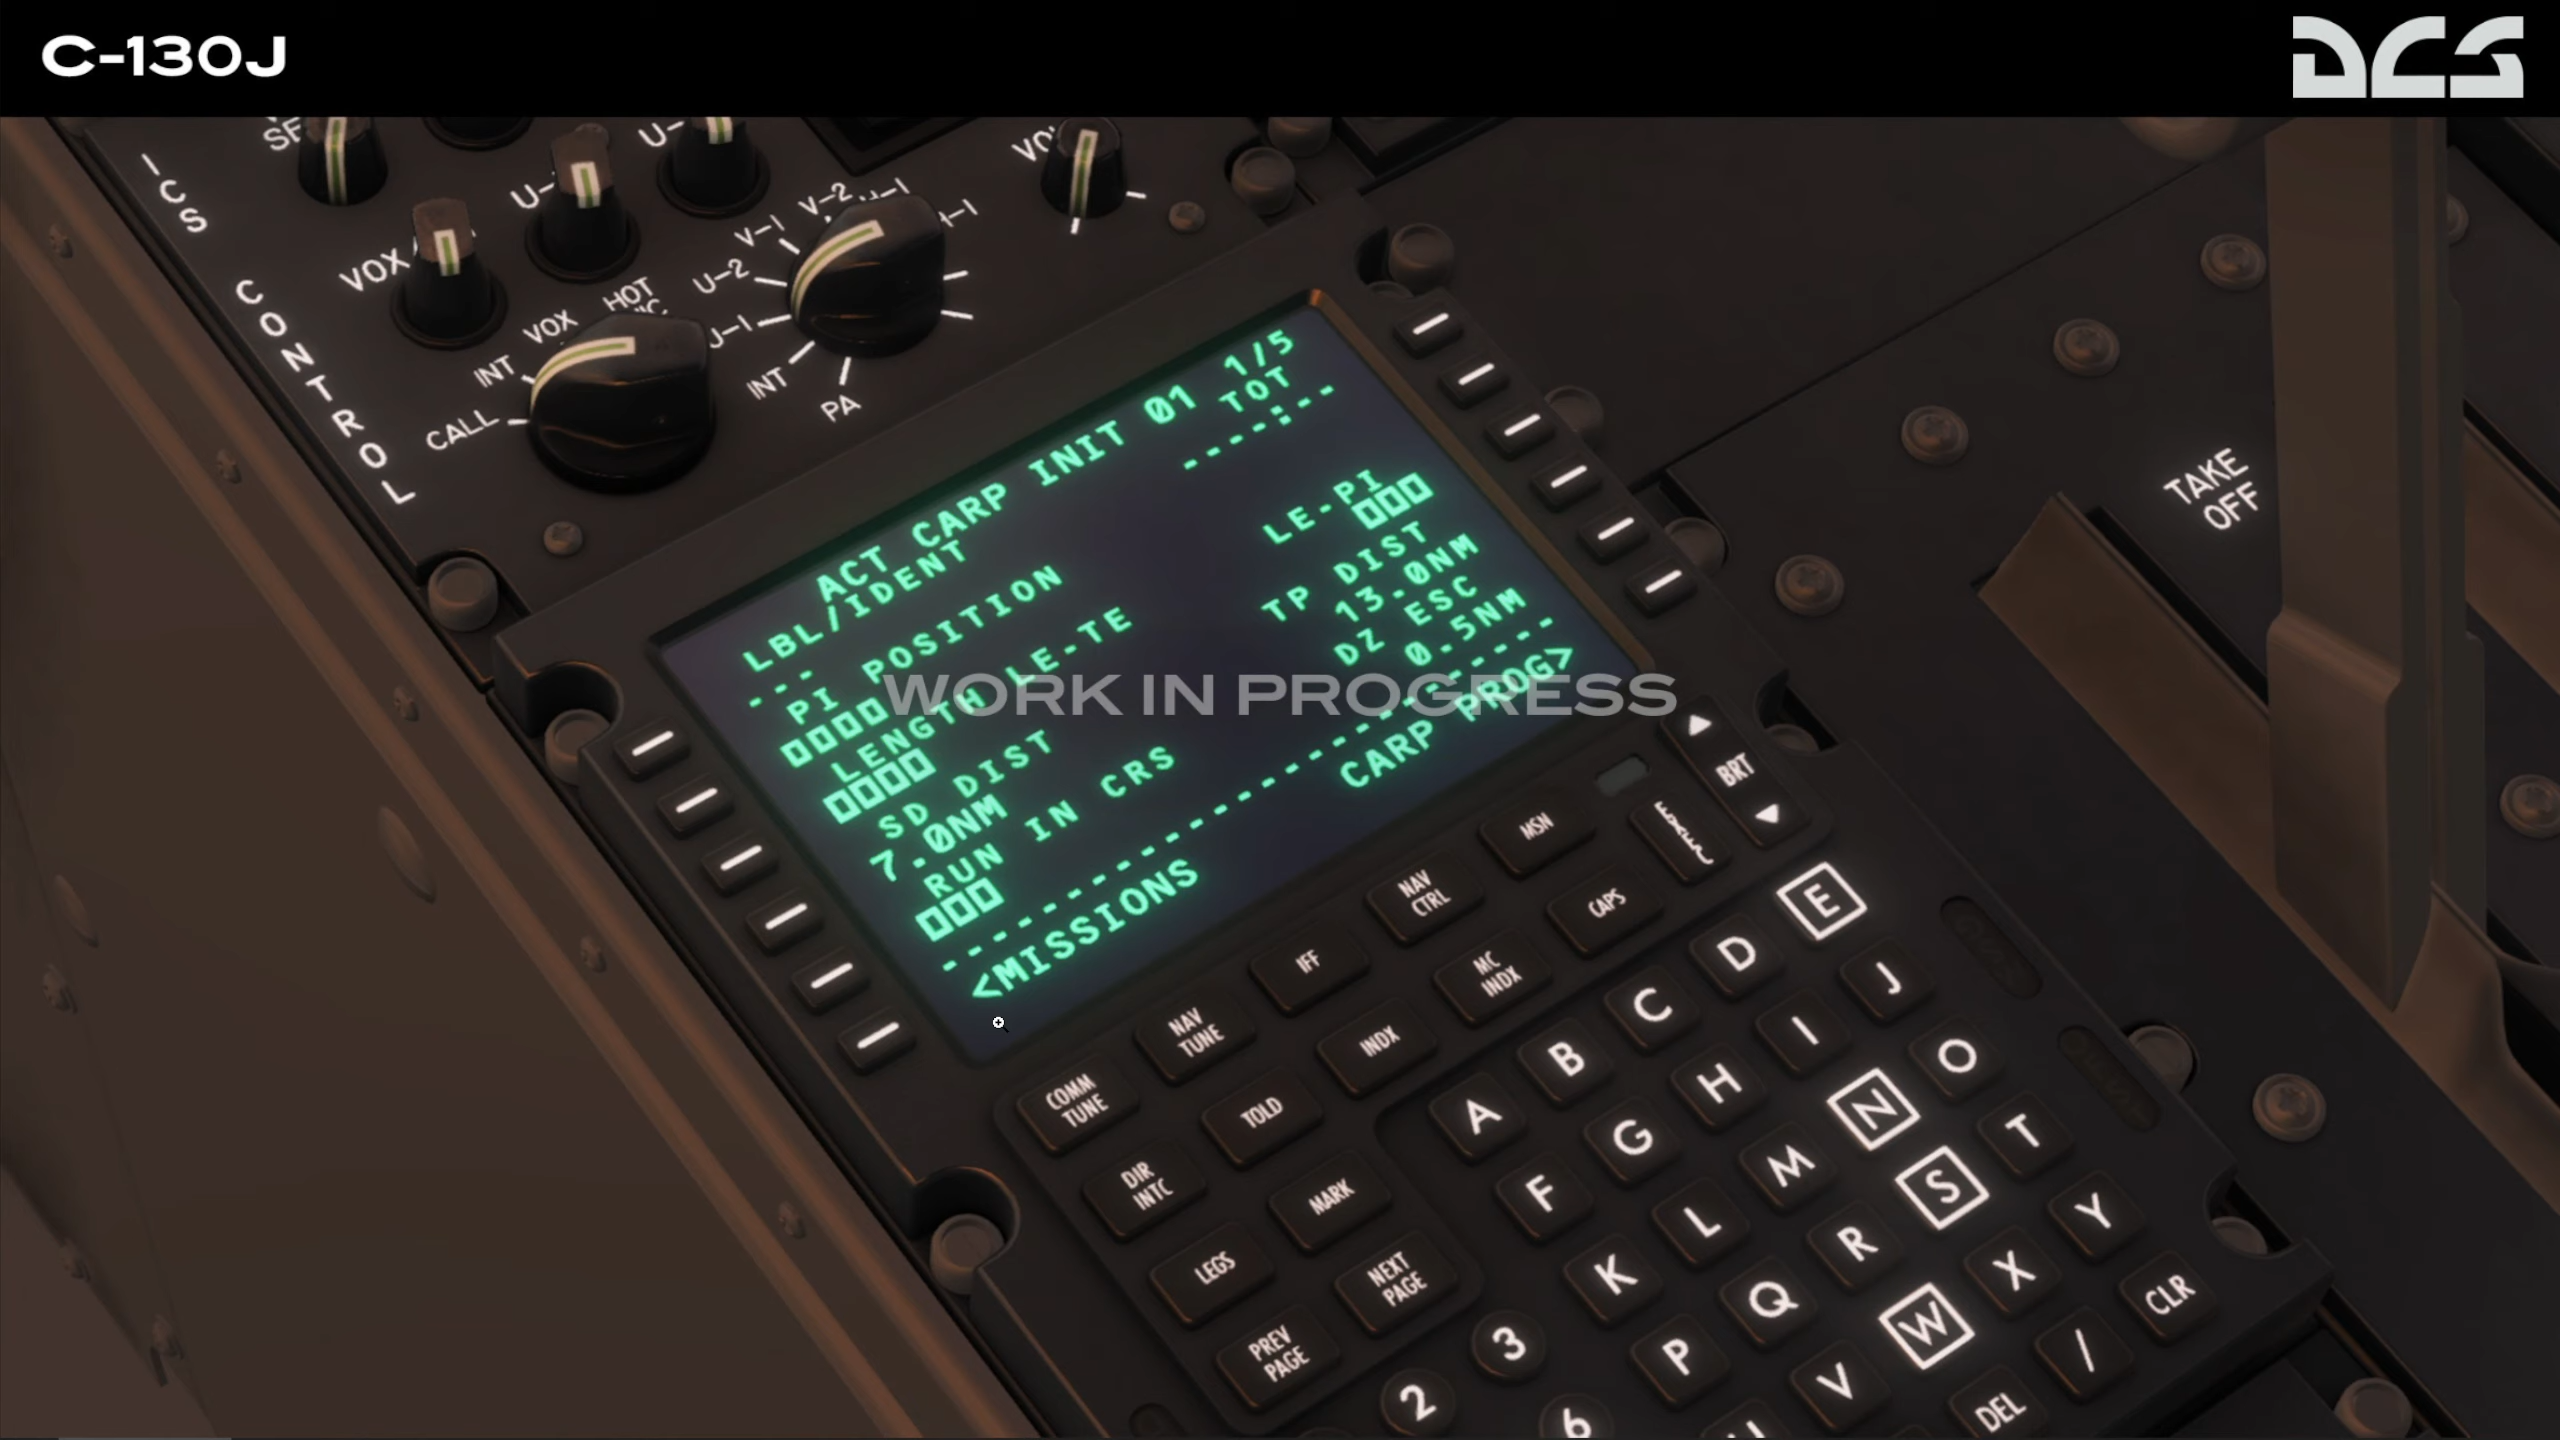 C-130J
DCS
ICS CONTROL
SE
U-
VO
VOX
U-
V-2
V-1
U-2
HOT
VOX
INT
CALL
INT
PA
ACT CARP INIT 01 1/5
LBL/IDENT TOT
--- ----:--
PI POSITION LE-PI
□□□□ □□□
LENGTH LE-TE TP DIST
□□□□ 13.0NM
SD DIST DZ ESC
7.0NM 0.5NM
RUN IN CRS
□□□
<MISSIONS CARP PROG>
WORK IN PROGRESS
TAKE
OFF
BRT
EXEC
MSN
NAV
CTRL
IFF
NAV
TUNE
COMM
TUNE
CAPS
MC
INDX
INDX
TOLD
DIR
INTC
MARK
LEGS
NEXT
PAGE
PREV
PAGE
A B C D E
F G H I J
K L M N O
P Q R S T
V W X Y
DEL / CLR
2 3
6